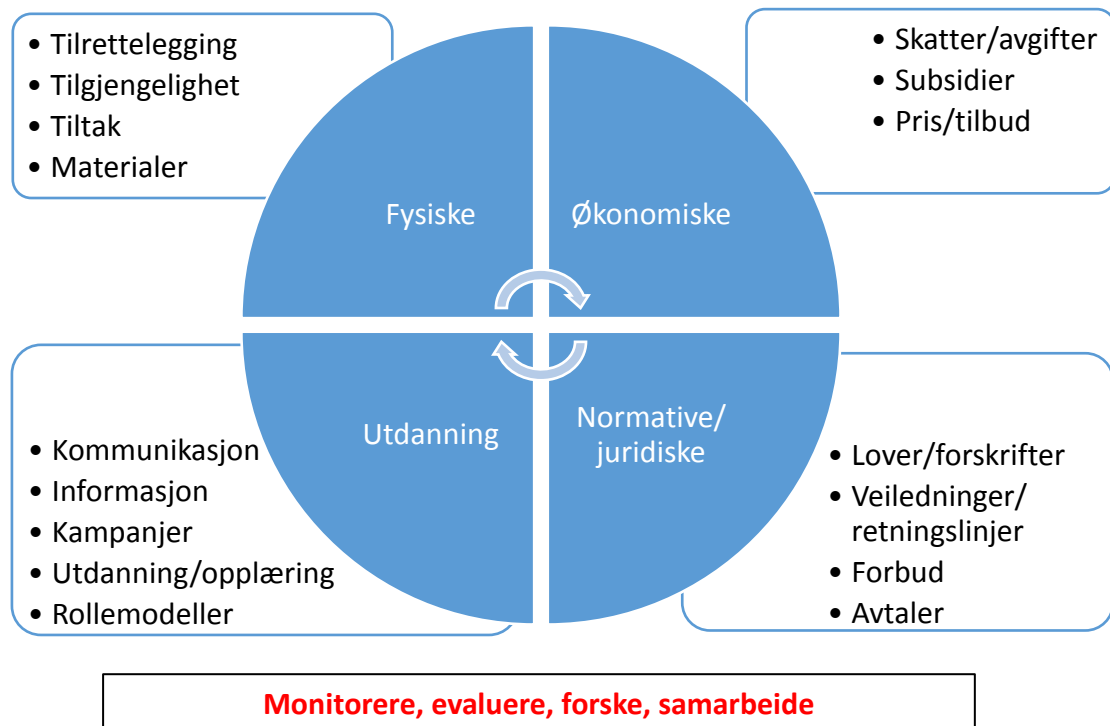 • Tilrettelegging
• Tilgjengelighet
• Tiltak
• Materialer
• Skatter/avgifter
• Subsidier
• Pris/tilbud
Fysiske
Økonomiske
Utdanning
Normative/
juridiske
• Kommunikasjon
• Informasjon
• Kampanjer
• Utdanning/opplæring
• Rollemodeller
• Lover/forskrifter
• Veiledninger/
retningslinjer
• Forbud
• Avtaler
Monitorere, evaluere, forske, samarbeide